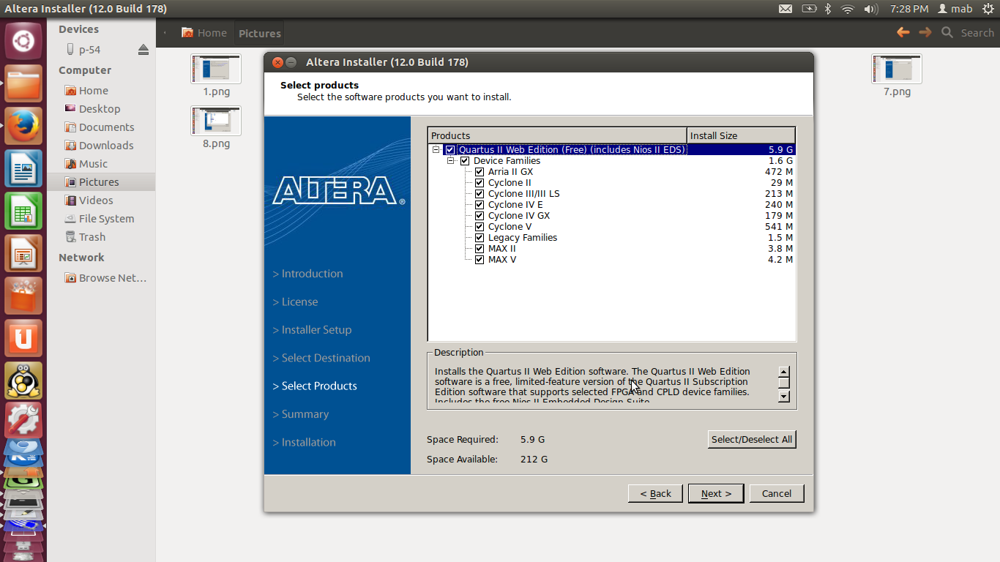 Altera Installer (12.0 Build 178)
7:28 PM
mab
Devices
p-54
Computer
Home
Desktop
Documents
Downloads
Music
Pictures
Videos
File System
Trash
Network
Browse Net...
Home
Pictures
Search
1.png
8.png
7.png
Altera Installer (12.0 Build 178)
Select products
Select the software products you want to install.
ALTERA®
> Introduction
> License
> Installer Setup
> Select Destination
> Select Products
> Summary
> Installation
Products Install Size
Quartus II Web Edition (Free) (includes Nios II EDS) 5.9 G
Device Families 1.6 G
Arria II GX 472 M
Cyclone II 29 M
Cyclone III/III LS 213 M
Cyclone IV E 240 M
Cyclone IV GX 179 M
Cyclone V 541 M
Legacy Families 1.5 M
MAX II 3.8 M
MAX V 4.2 M
Description
Installs the Quartus II Web Edition software. The Quartus II Web Edition
software is a free, limited-feature version of the Quartus II Subscription
Edition software that supports selected FPGA and CPLD device families.
Includes the free Nios II Embedded Design Suite.
Space Required: 5.9 G
Select/Deselect All
Space Available: 212 G
< Back
Next >
Cancel